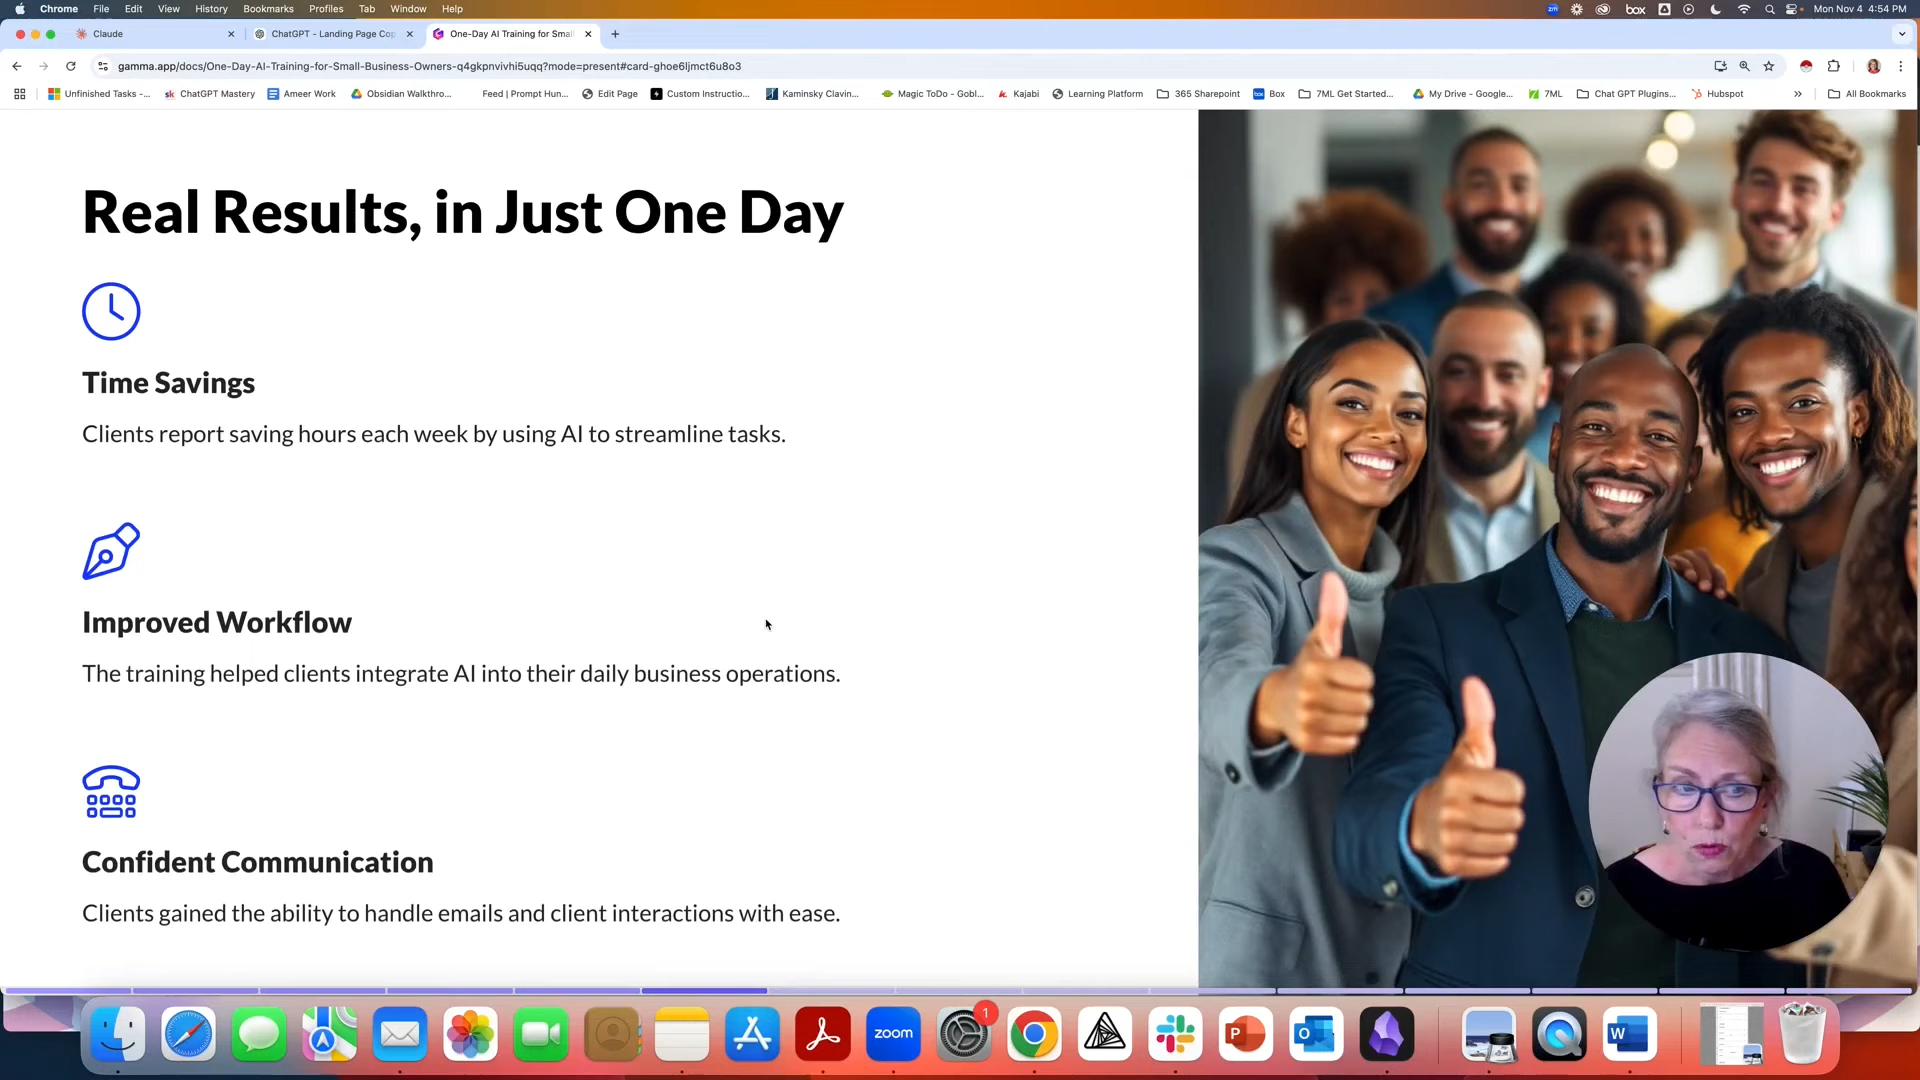 Chrome File Edit View History Bookmarks Profiles Tab Window Help
zm box Mon Nov 4 4:54 PM
Claude
ChatGPT - Landing Page Cop
One-Day AI Training for Smal
gamma.app/docs/One-Day-AI-Training-for-Small-Business-Owners-q4gkpnvivhi5uqq?mode=present#card-ghoe6ljmct6u8o3
Unfinished Tasks -... sk ChatGPT Mastery Ameer Work Obsidian Walkthro... Feed | Prompt Hun... Edit Page Custom Instructio... Kaminsky Clavin... Magic ToDo - Gobl... Kajabi Learning Platform 365 Sharepoint box Box 7ML Get Started... My Drive - Google... 7ML Chat GPT Plugins... Hubspot » All Bookmarks
Real Results, in Just One Day
Time Savings
Clients report saving hours each week by using AI to streamline tasks.
Improved Workflow
The training helped clients integrate AI into their daily business operations.
Confident Communication
Clients gained the ability to handle emails and client interactions with ease.
zoom
1
P
O
W